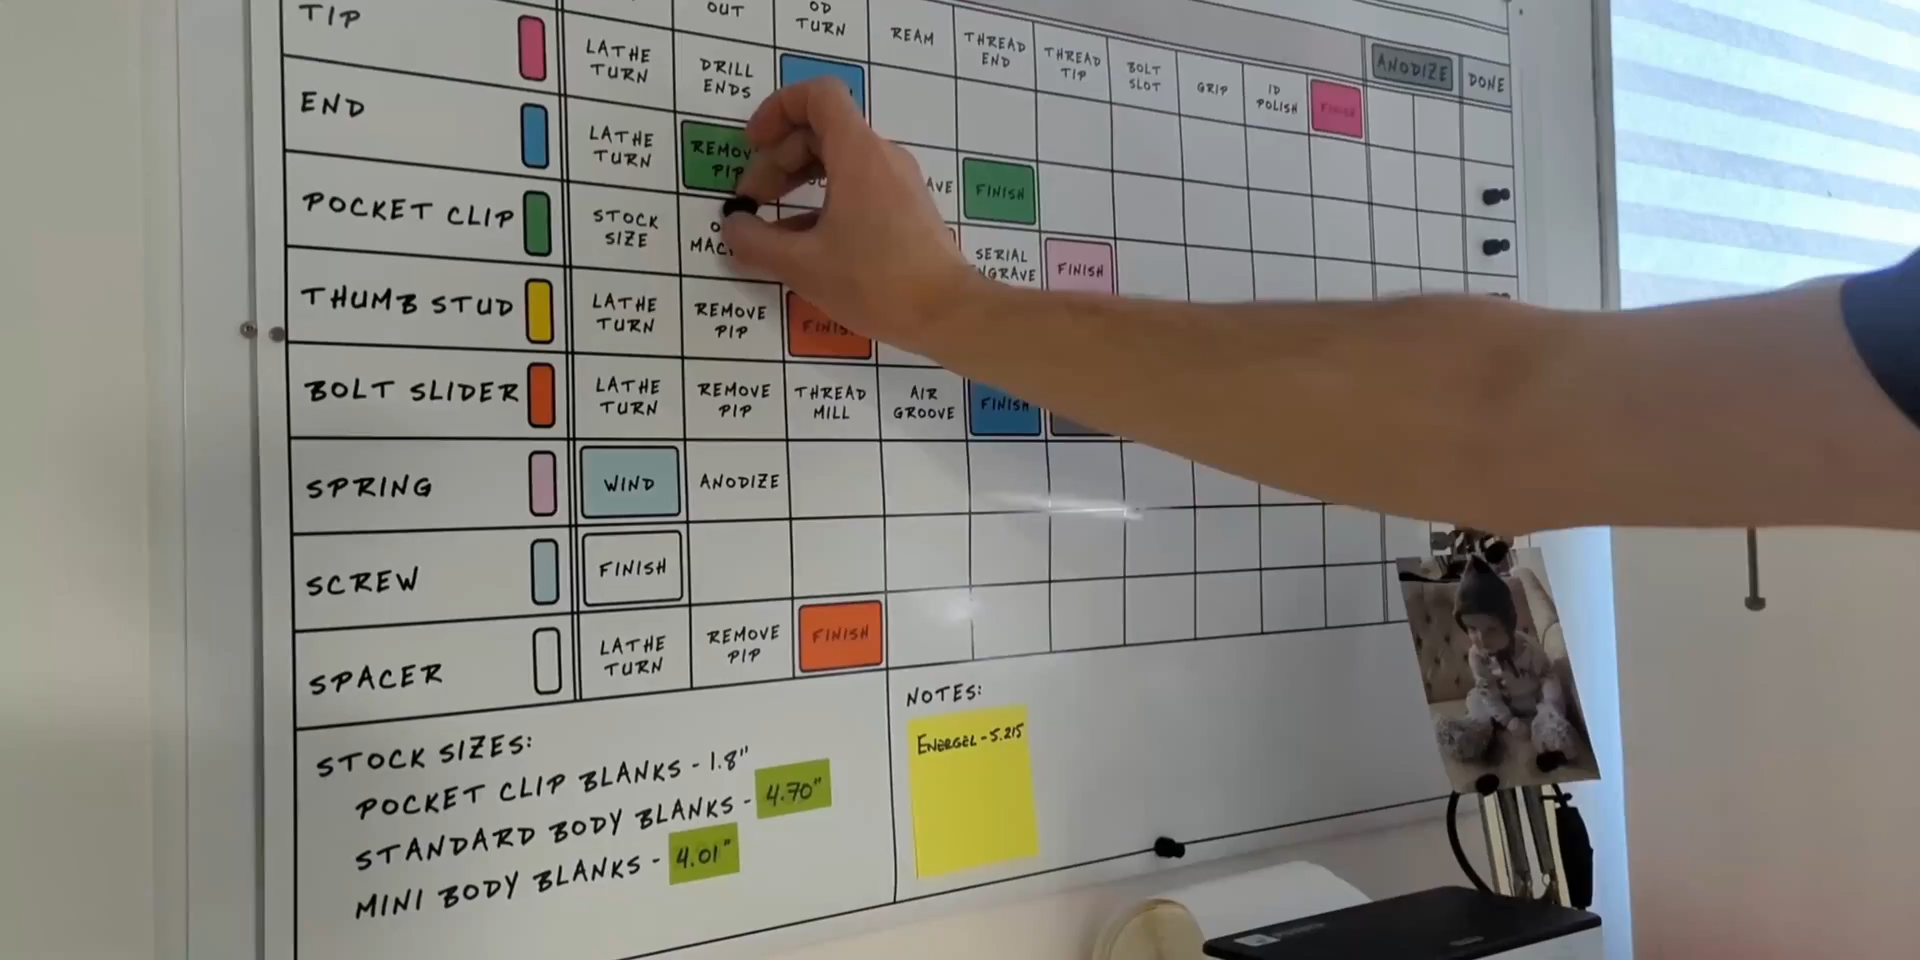 OUT
OD
TURN
REAM
THREAD
END
THREAD
TIP
BOLT
SLOT
GRIP
ID
POLISH
FINISH
ANODIZE
DONE
TIP
LATHE
TURN
DRILL
ENDS
END
LATHE
TURN
REMOVE
PIP
FINISH
POCKET CLIP
STOCK
SIZE
SERIAL
FINISH
THUMB STUD
LATHE
TURN
REMOVE
PIP
BOLT SLIDER
LATHE
TURN
REMOVE
PIP
THREAD
MILL
AIR
GROOVE
FINISH
SPRING
WIND
ANODIZE
SCREW
FINISH
SPACER
LATHE
TURN
REMOVE
PIP
FINISH
STOCK SIZES:
POCKET CLIP BLANKS - 1.8"
STANDARD BODY BLANKS - 4.70"
MINI BODY BLANKS - 4.01"
NOTES:
ENERGEL - 5.215